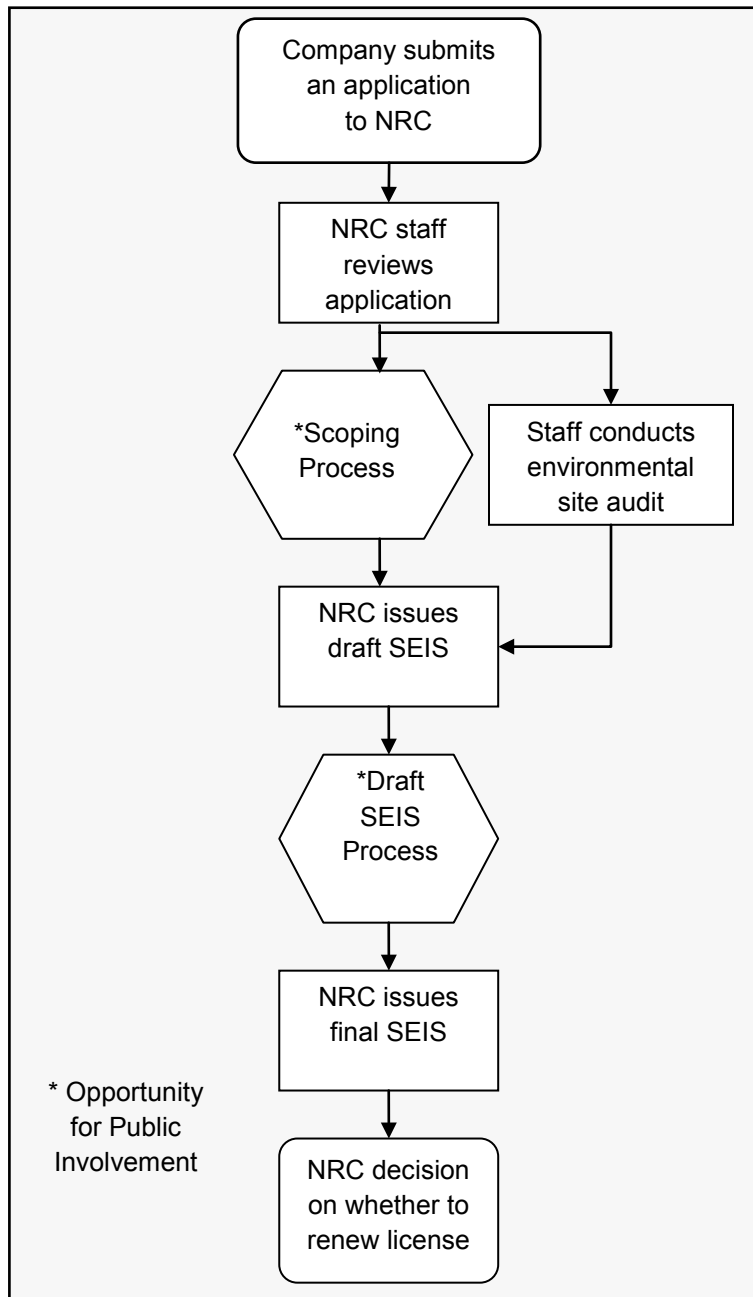 Company submits
an application
to NRC
NRC staff
reviews
application
*Scoping
Process
Staff conducts
environmental
site audit
NRC issues
draft SEIS
*Draft
SEIS
Process
NRC issues
final SEIS
* Opportunity
for Public
Involvement
NRC decision
on whether to
renew license